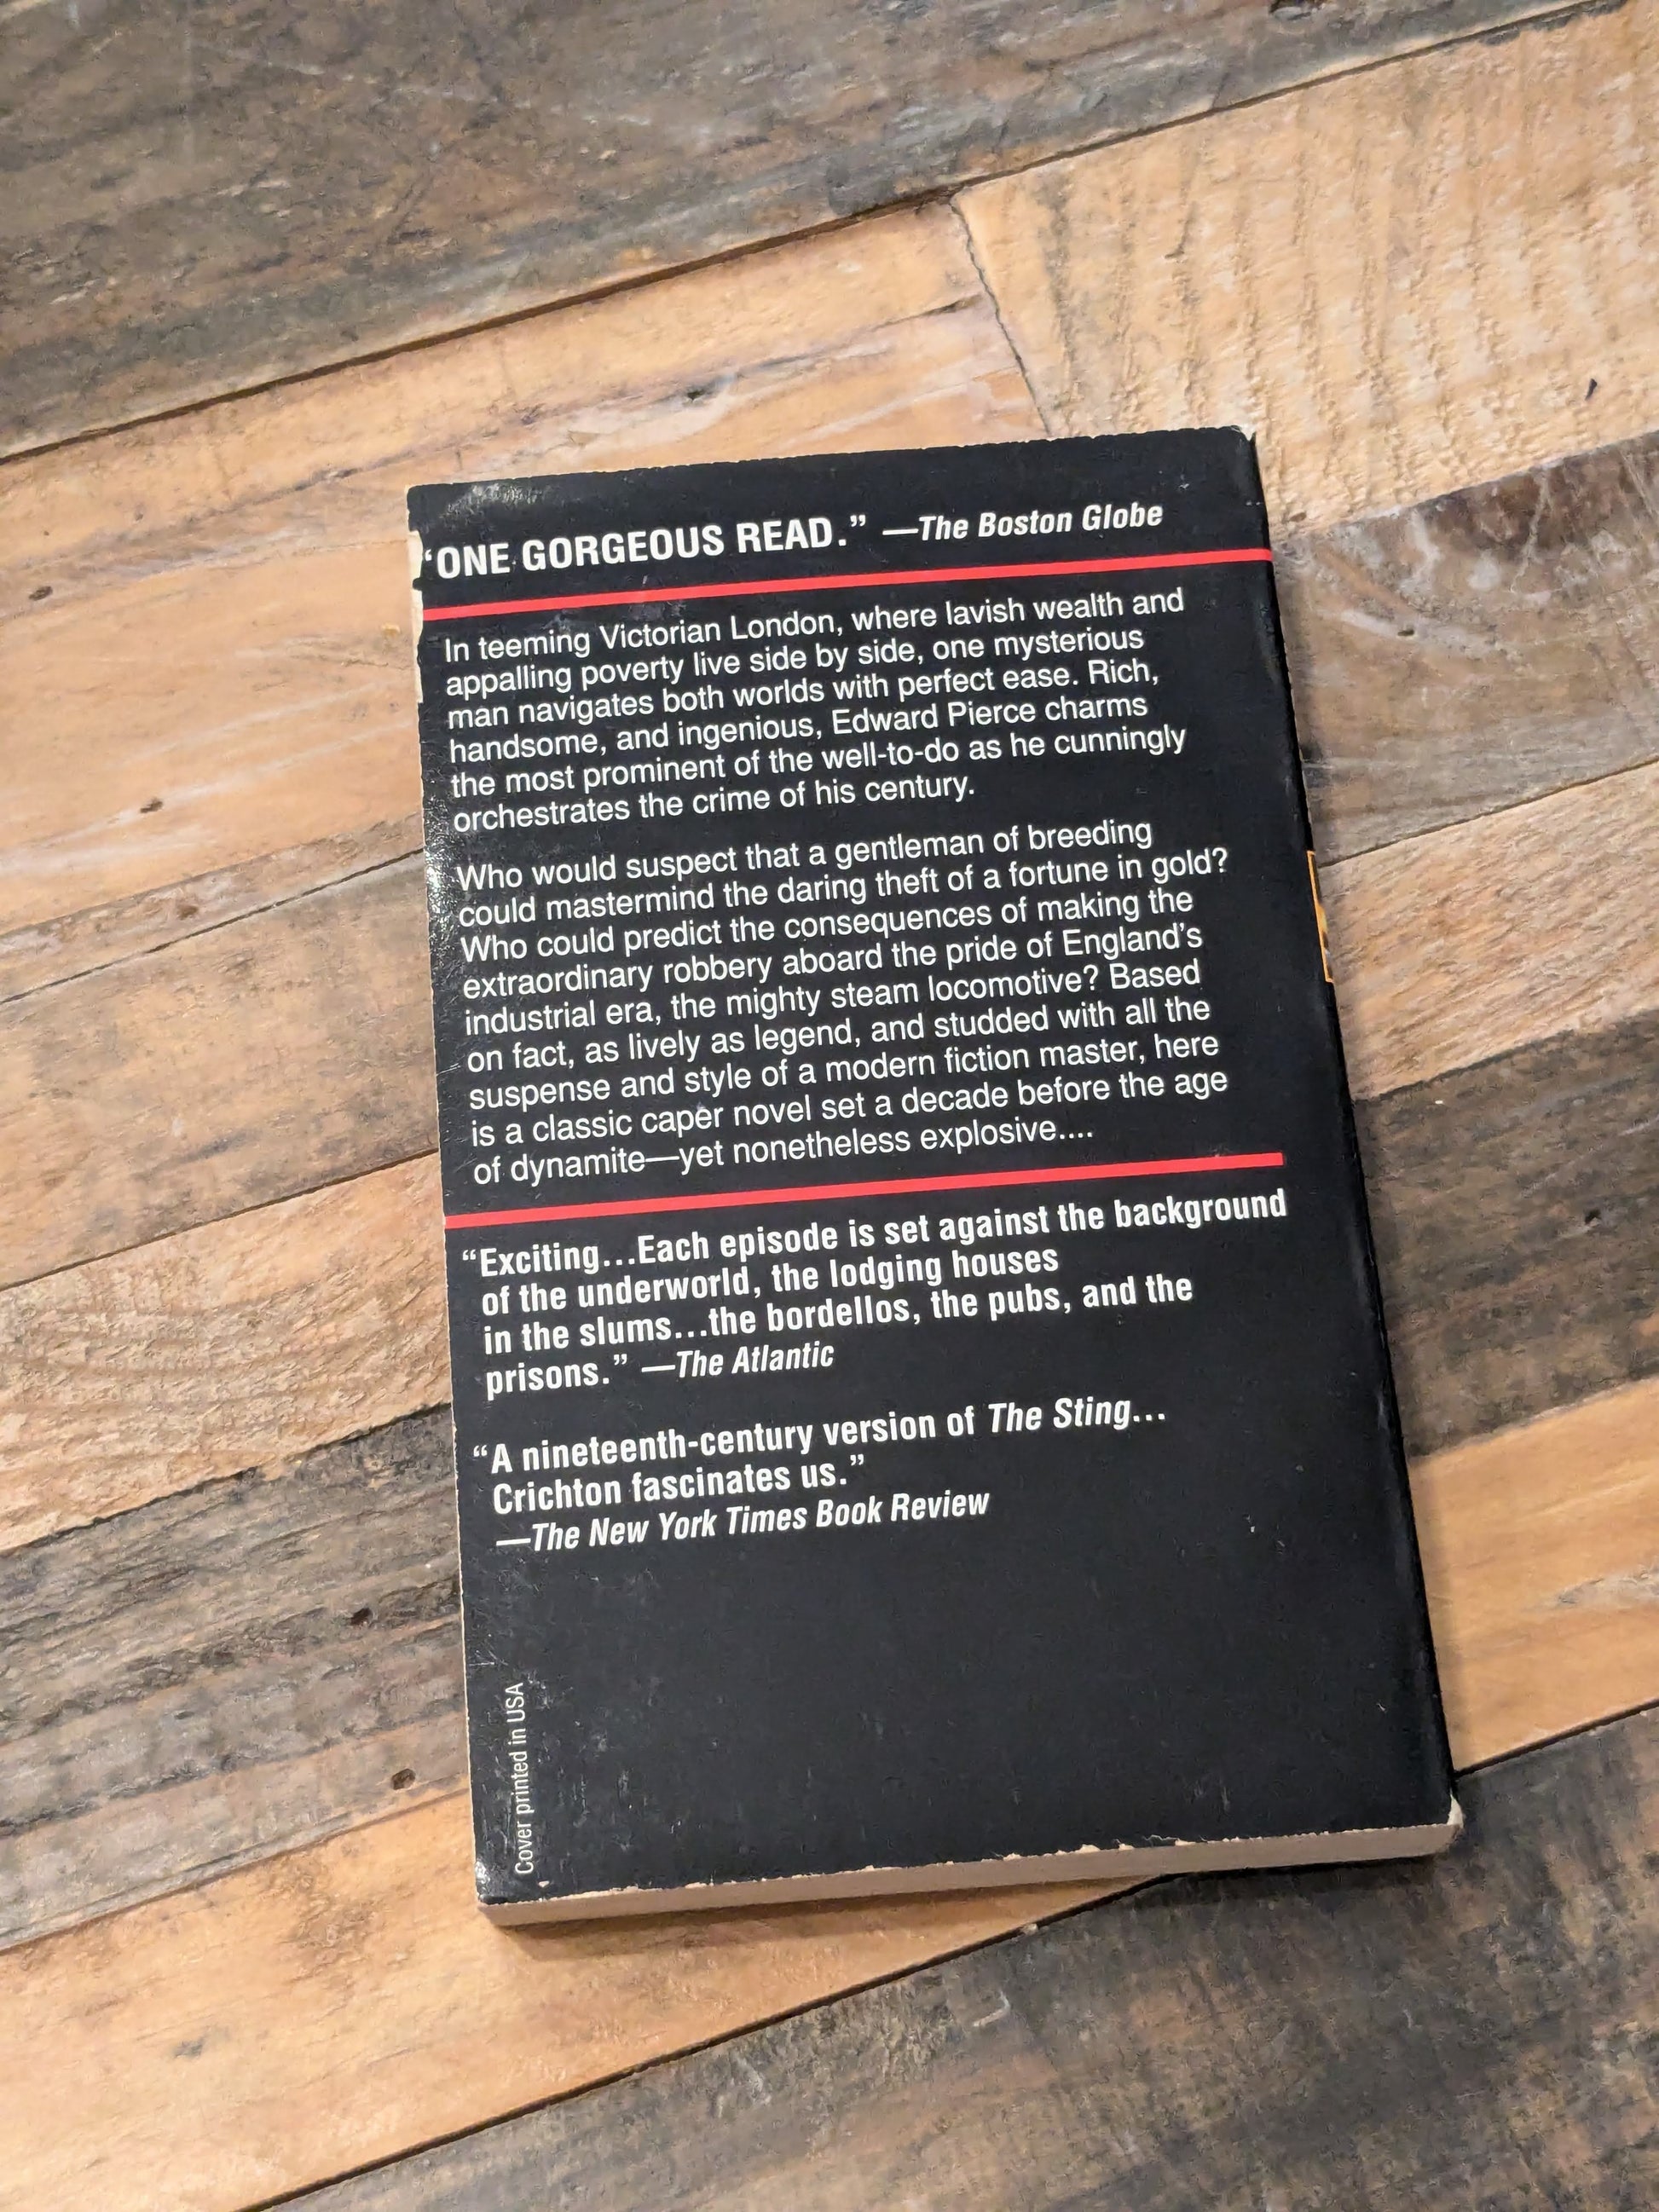 “ONE GORGEOUS READ.” —The Boston Globe
In teeming Victorian London, where lavish wealth and
appalling poverty live side by side, one mysterious
man navigates both worlds with perfect ease. Rich,
handsome, and ingenious, Edward Pierce charms
the most prominent of the well-to-do as he cunningly
orchestrates the crime of his century.
Who would suspect that a gentleman of breeding
could mastermind the daring theft of a fortune in gold?
Who could predict the consequences of making the
extraordinary robbery aboard the pride of England’s
industrial era, the mighty steam locomotive? Based
on fact, as lively as legend, and studded with all the
suspense and style of a modern fiction master, here
is a classic caper novel set a decade before the age
of dynamite—yet nonetheless explosive....
“Exciting...Each episode is set against the background
of the underworld, the lodging houses
in the slums...the bordellos, the pubs, and the
prisons.” —The Atlantic
“A nineteenth-century version of The Sting...
Crichton fascinates us.”
—The New York Times Book Review
Cover printed in USA